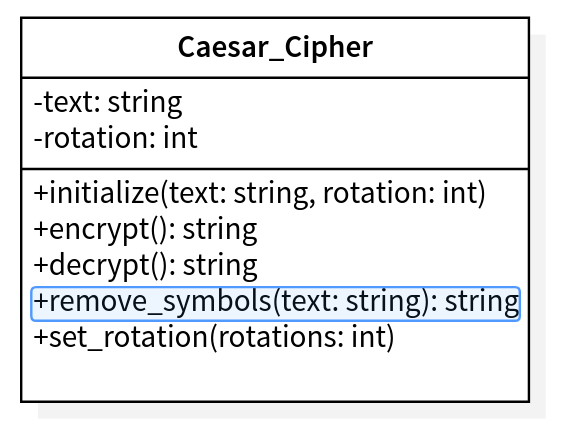 Caesar_Cipher
-text: string
-rotation: int
+initialize(text: string, rotation: int)
+encrypt(): string
+decrypt(): string
+remove_symbols(text: string): string
+set_rotation(rotations: int)